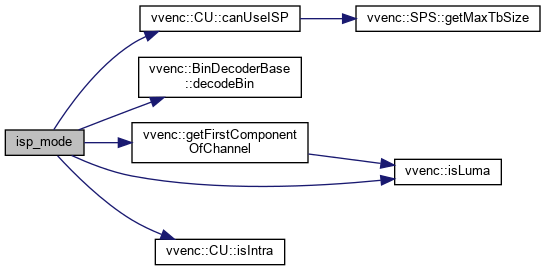 vvenc::CU::canUseISP
vvenc::SPS::getMaxTbSize
vvenc::BinDecoderBase
::decodeBin
isp_mode
vvenc::getFirstComponent
OfChannel
vvenc::isLuma
vvenc::CU::isIntra